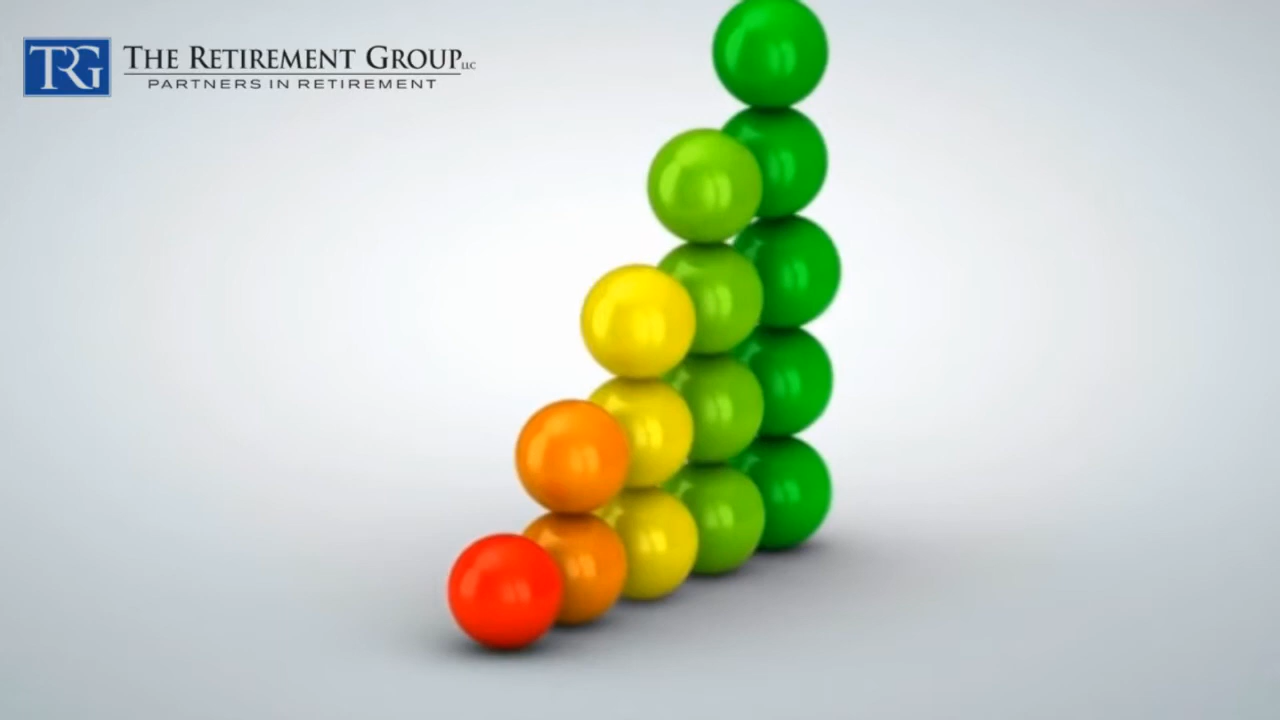 TRG
THE RETIREMENT GROUP LLC
PARTNERS IN RETIREMENT